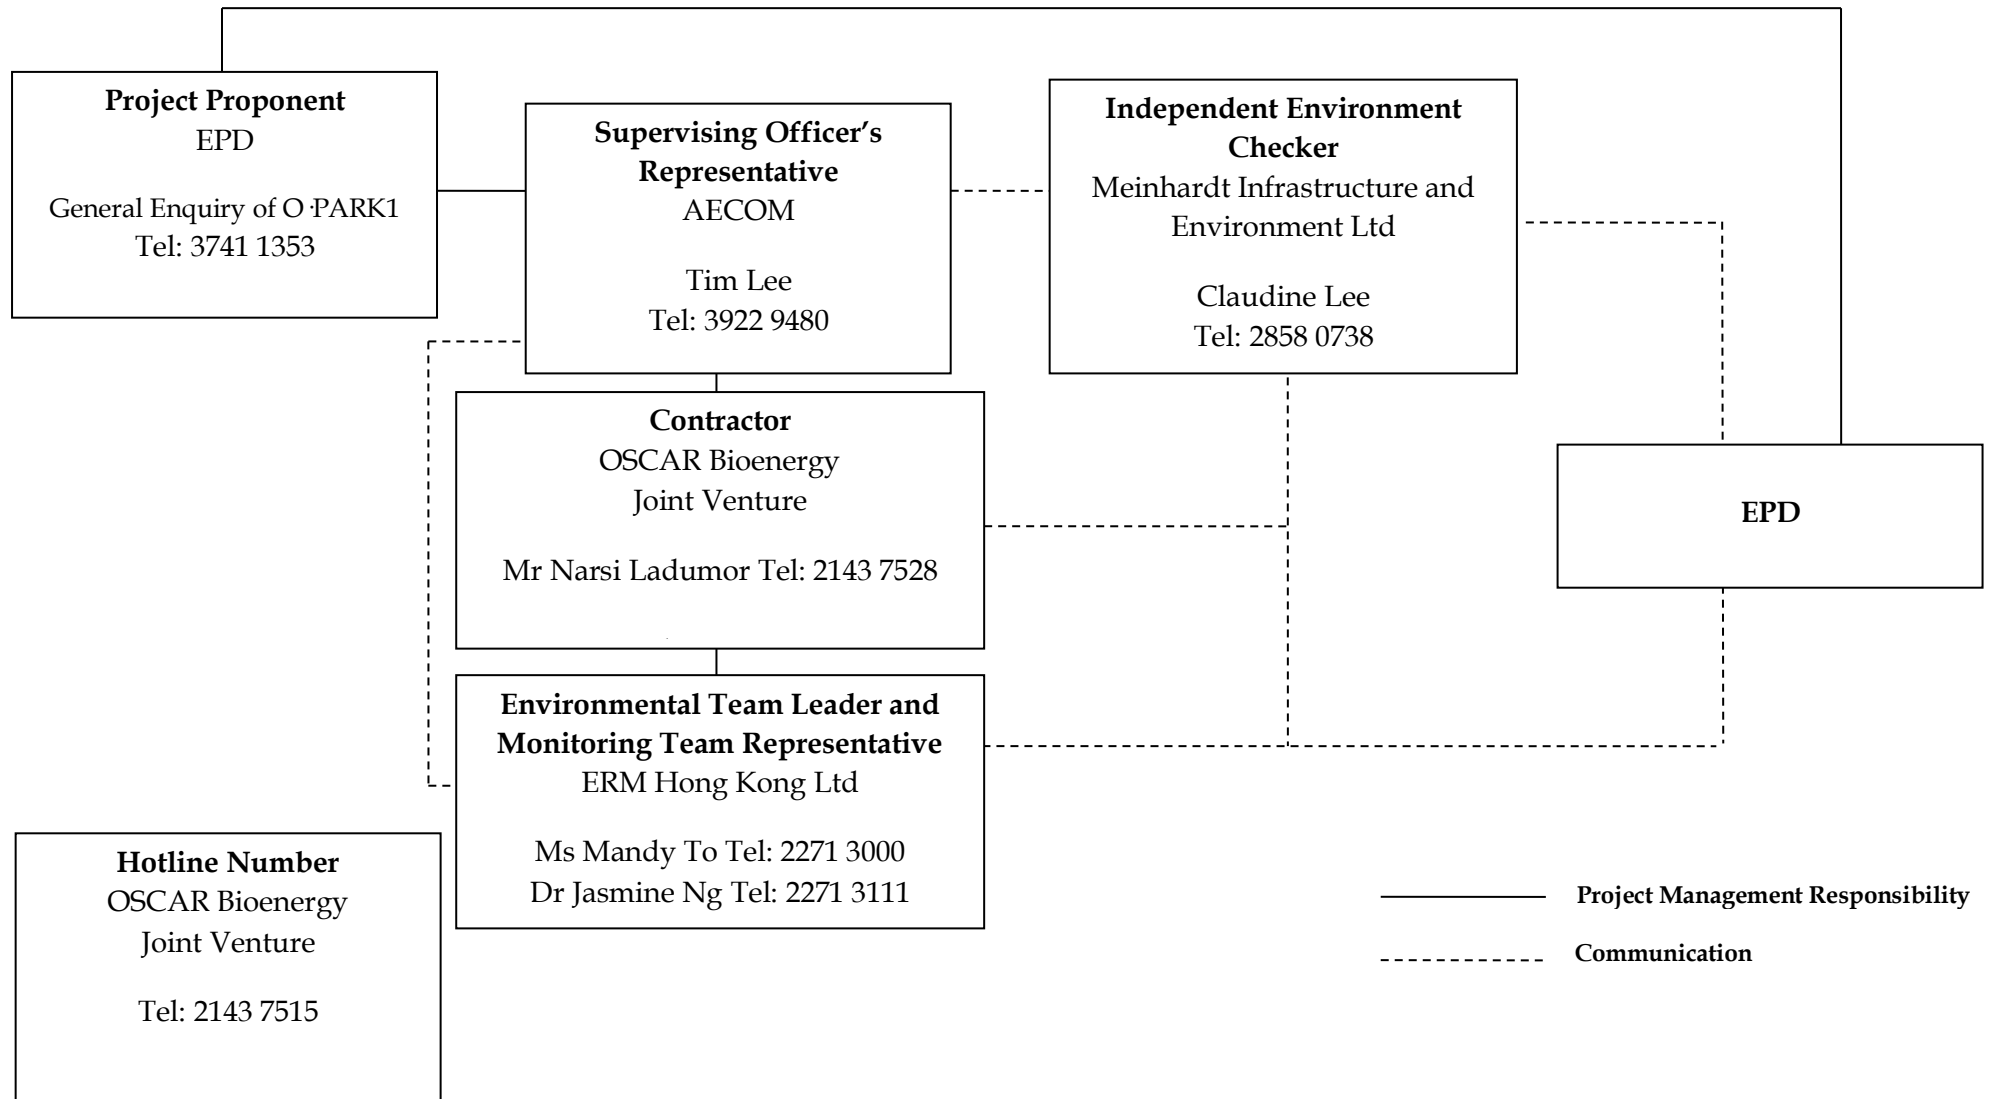 Project Proponent
EPD
General Enquiry of O·PARK1
Tel: 3741 1353
Supervising Officer’s
Representative
AECOM
Tim Lee
Tel: 3922 9480
Independent Environment
Checker
Meinhardt Infrastructure and
Environment Ltd
Claudine Lee
Tel: 2858 0738
Contractor
OSCAR Bioenergy
Joint Venture
Mr Narsi Ladumor Tel: 2143 7528
EPD
Environmental Team Leader and
Monitoring Team Representative
ERM Hong Kong Ltd
Ms Mandy To Tel: 2271 3000
Dr Jasmine Ng Tel: 2271 3111
Hotline Number
OSCAR Bioenergy
Joint Venture
Tel: 2143 7515
Project Management Responsibility
Communication